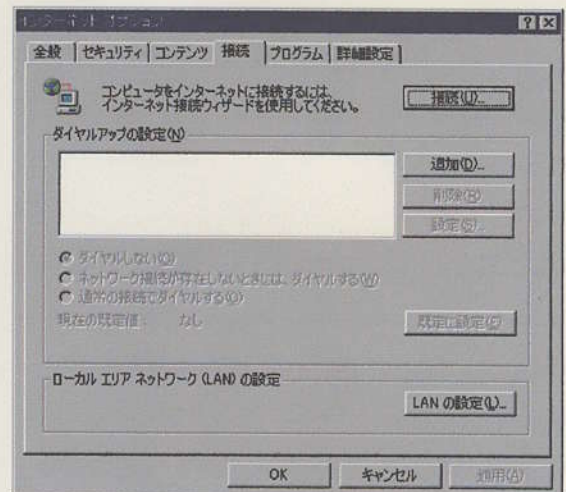 インターネット オプション
全般 セキュリティ コンテンツ 接続 プログラム 詳細設定
コンピュータをインターネットに接続するには、
インターネット接続ウィザードを使用してください。
接続(U)...
ダイヤルアップの設定(N)
追加(D)...
削除(R)
設定(S)...
ダイヤルしない(O)
ネットワーク接続が存在しないときには、ダイヤルする(W)
通常の接続でダイヤルする(O)
現在の既定値: なし
既定に設定(E)
ローカル エリア ネットワーク (LAN) の設定
LAN の設定(L)...
OK キャンセル 適用(A)